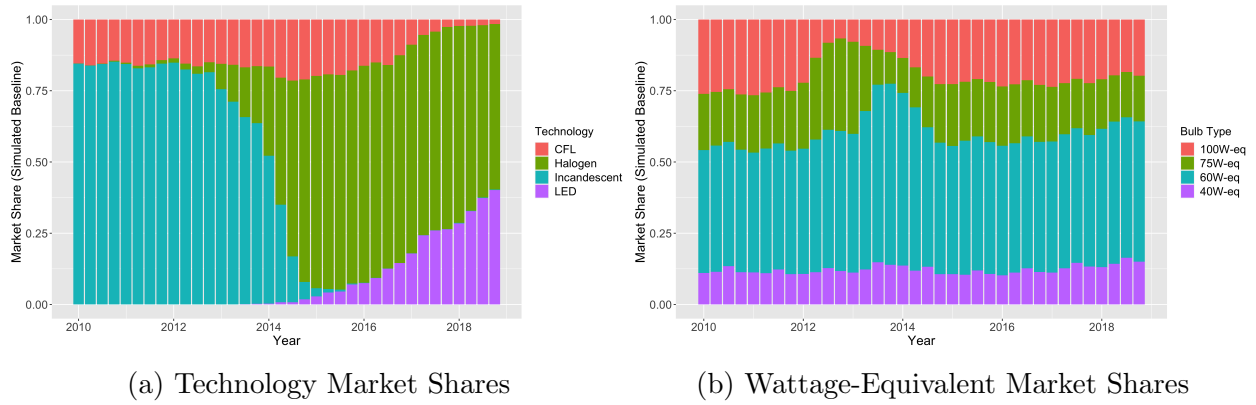 Market Share (Simulated Baseline)
1.00
0.75
0.50
0.25
0.00
2010
2012
2014
2016
2018
Year
Technology
CFL
Halogen
Incandescent
LED
(a) Technology Market Shares
Market Share (Simulated Baseline)
1.00
0.75
0.50
0.25
0.00
2010
2012
2014
2016
2018
Year
Bulb Type
100W-eq
75W-eq
60W-eq
40W-eq
(b) Wattage-Equivalent Market Shares